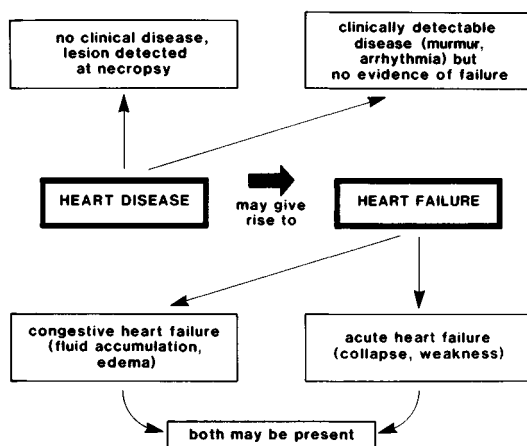 no clinical disease,
lesion detected
at necropsy
clinically detectable
disease (murmur,
arrhythmia) but
no evidence of failure
HEART DISEASE
may give
rise to
HEART FAILURE
congestive heart failure
(fluid accumulation,
edema)
acute heart failure
(collapse, weakness)
both may be present